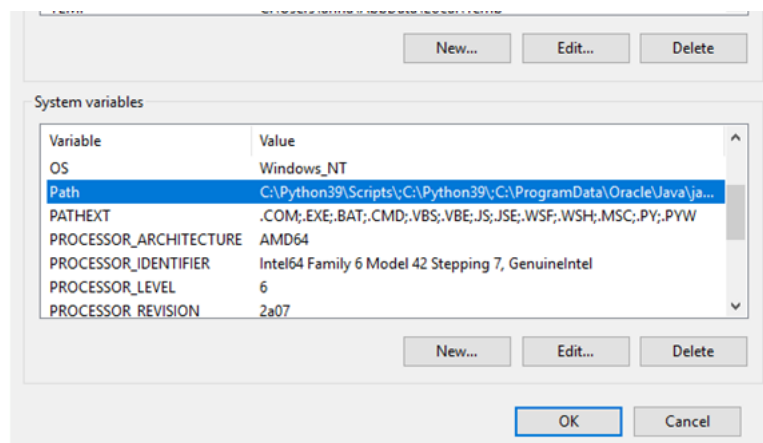 New... Edit... Delete
System variables
Variable Value
OS Windows_NT
Path C:\Python39\Scripts\;C:\Python39\;C:\ProgramData\Oracle\Java\ja...
PATHEXT .COM;.EXE;.BAT;.CMD;.VBS;.VBE;.JS;.JSE;.WSF;.WSH;.MSC;.PY;.PYW
PROCESSOR_ARCHITECTURE AMD64
PROCESSOR_IDENTIFIER Intel64 Family 6 Model 42 Stepping 7, GenuineIntel
PROCESSOR_LEVEL 6
PROCESSOR_REVISION 2a07
New... Edit... Delete
OK Cancel